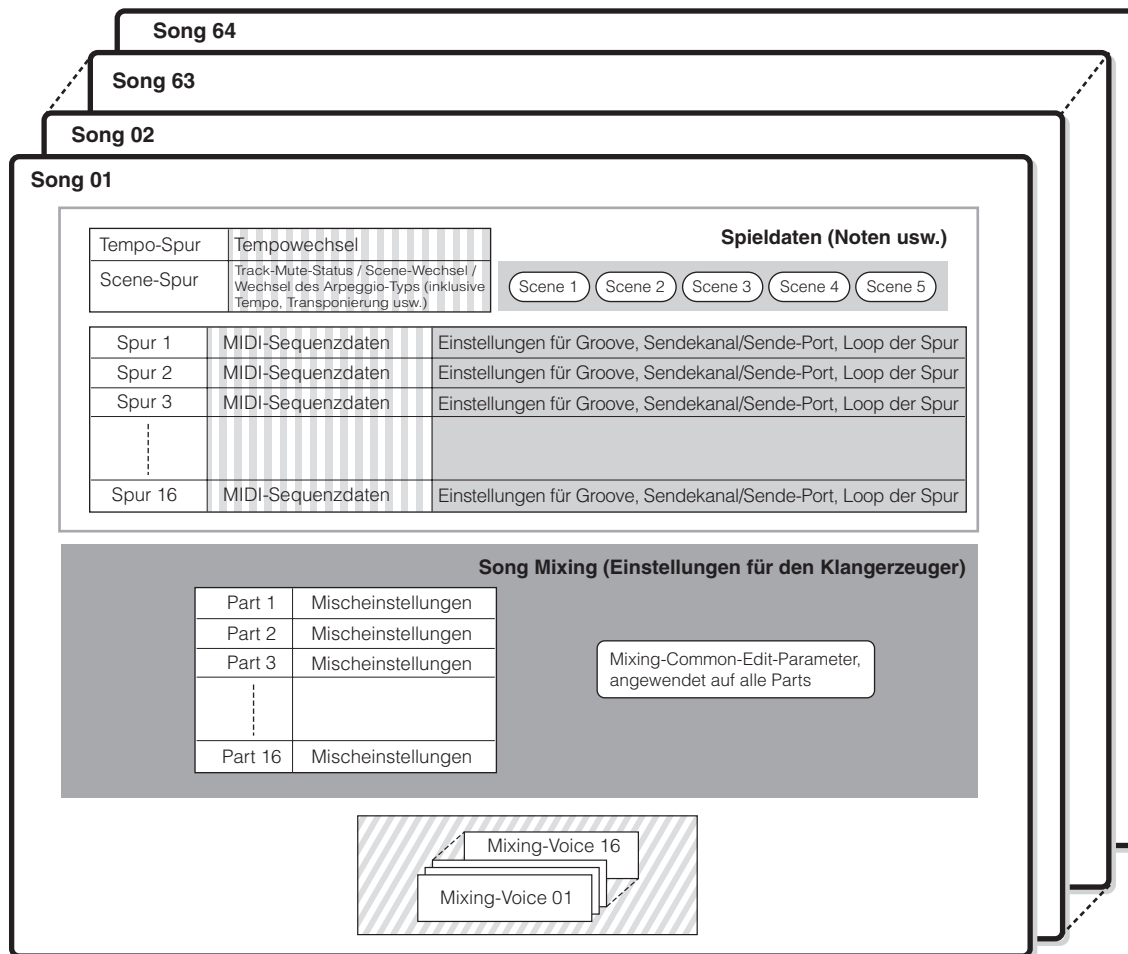 Song 64
Song 63
Song 02
Song 01
Spieldaten (Noten usw.)
Tempo-Spur Tempowechsel
Scene-Spur Track-Mute-Status / Scene-Wechsel /
Wechsel des Arpeggio-Typs (inklusive
Tempo, Transponierung usw.)
Scene 1 Scene 2 Scene 3 Scene 4 Scene 5
Spur 1 MIDI-Sequenzdaten Einstellungen für Groove, Sendekanal/Sende-Port, Loop der Spur
Spur 2 MIDI-Sequenzdaten Einstellungen für Groove, Sendekanal/Sende-Port, Loop der Spur
Spur 3 MIDI-Sequenzdaten Einstellungen für Groove, Sendekanal/Sende-Port, Loop der Spur
Spur 16 MIDI-Sequenzdaten Einstellungen für Groove, Sendekanal/Sende-Port, Loop der Spur
Song Mixing (Einstellungen für den Klangerzeuger)
Part 1 Mischeinstellungen
Part 2 Mischeinstellungen
Part 3 Mischeinstellungen
Part 16 Mischeinstellungen
Mixing-Common-Edit-Parameter,
angewendet auf alle Parts
Mixing-Voice 16
Mixing-Voice 01